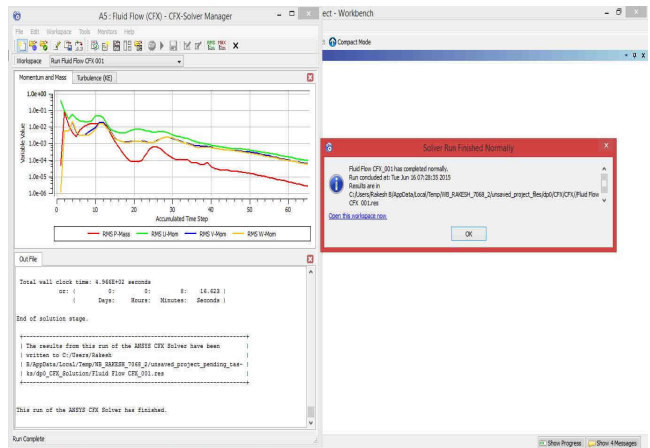 A5 : Fluid Flow (CFX) - CFX-Solver Manager
File Edit Workspace Tools Monitors Help
Workspace Run Fluid Flow CFX 001
Momentum and Mass Turbulence (KE)
1.0e+00
1.0e-01
1.0e-02
1.0e-03
1.0e-04
1.0e-05
1.0e-06
Variable Value
0 10 20 30 40 50 60
Accumulated Time Step
RMS P-Mass RMS U-Mom RMS V-Mom RMS W-Mom
Out File
Total wall clock time: 4.966E+02 seconds
or: ( 0: 0: 8: 16.623 )
( Days: Hours: Minutes: Seconds )
End of solution stage.
| The results from this run of the ANSYS CFX Solver have been |
| written to C:/Users/Rakesh |
| B/AppData/Local/Temp/WB_RAKESH_7068_2/unsaved_project_pending_tas- |
| ks/dp0_CFX_Solution/Fluid Flow CFX_001.res |
This run of the ANSYS CFX Solver has finished.
Run Complete
ect - Workbench
Compact Mode
Solver Run Finished Normally
Fluid Flow CFX_001 has completed normally.
Run concluded at: Tue Jun 16 07:28:35 2015
Results are in
C:/Users/Rakesh B/AppData/Local/Temp/WB_RAKESH_7068_2/unsaved_project_files/dp0/CFX/CFX/(Fluid Flow
CFX 001.res
Open this workspace now
OK
Show Progress Show 4 Messages